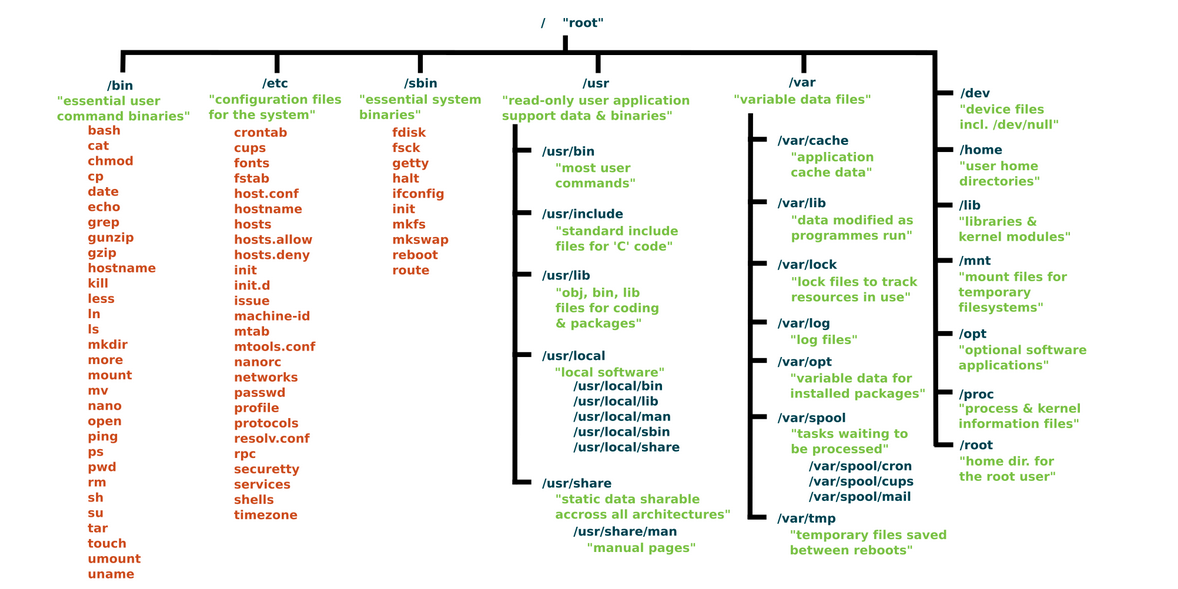 / "root"
/bin
"essential user
command binaries"
bash
cat
chmod
cp
date
echo
grep
gunzip
gzip
hostname
kill
less
ln
ls
mkdir
more
mount
mv
nano
open
ping
ps
pwd
rm
sh
su
tar
touch
umount
uname
/etc
"configuration files
for the system"
crontab
cups
fonts
fstab
host.conf
hostname
hosts
hosts.allow
hosts.deny
init
init.d
issue
machine-id
mtab
mtools.conf
nanorc
networks
passwd
profile
protocols
resolv.conf
rpc
securetty
services
shells
timezone
/sbin
"essential system
binaries"
fdisk
fsck
getty
halt
ifconfig
init
mkfs
mkswap
reboot
route
/usr
"read-only user application
support data & binaries"
/usr/bin
"most user
commands"
/usr/include
"standard include
files for 'C' code"
/usr/lib
"obj, bin, lib
files for coding
& packages"
/usr/local
"local software"
/usr/local/bin
/usr/local/lib
/usr/local/man
/usr/local/sbin
/usr/local/share
/usr/share
"static data sharable
accross all architectures"
/usr/share/man
"manual pages"
/var
"variable data files"
/var/cache
"application
cache data"
/var/lib
"data modified as
programmes run"
/var/lock
"lock files to track
resources in use"
/var/log
"log files"
/var/opt
"variable data for
installed packages"
/var/spool
"tasks waiting to
be processed"
/var/spool/cron
/var/spool/cups
/var/spool/mail
/var/tmp
"temporary files saved
between reboots"
/dev
"device files
incl. /dev/null"
/home
"user home
directories"
/lib
"libraries &
kernel modules"
/mnt
"mount files for
temporary
filesystems"
/opt
"optional software
applications"
/proc
"process & kernel
information files"
/root
"home dir. for
the root user"